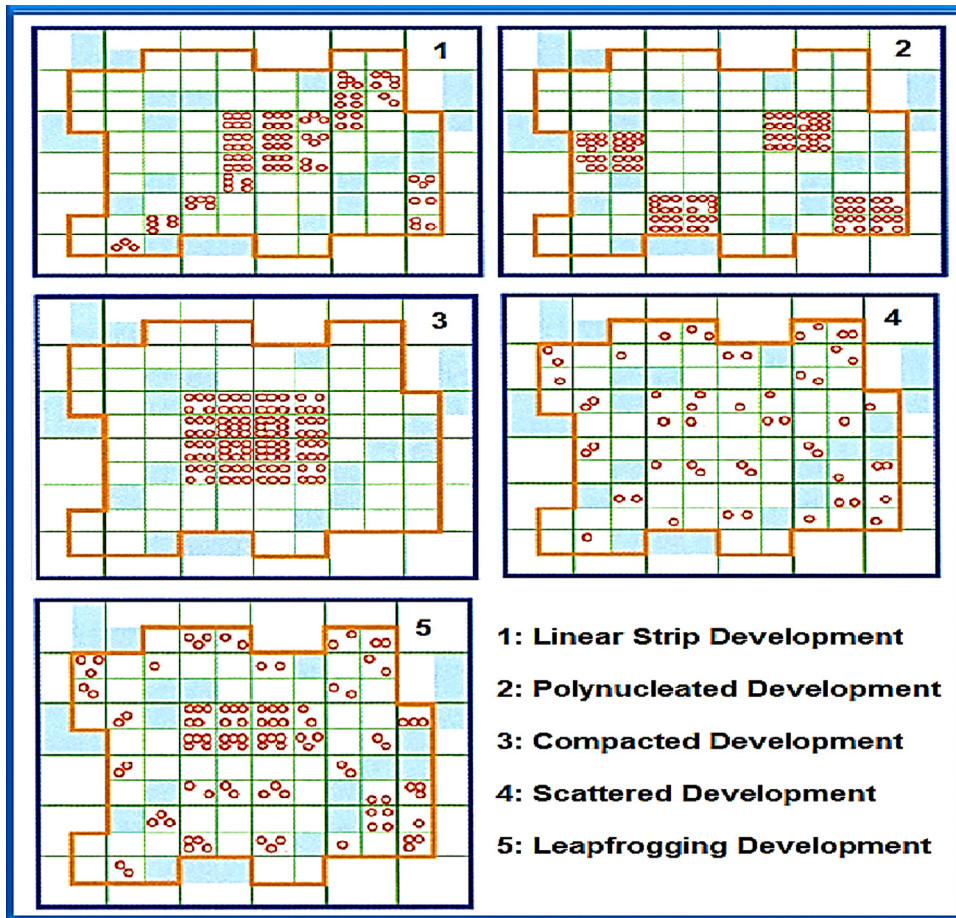 1
2
3
4
5
1: Linear Strip Development
2: Polynucleated Development
3: Compacted Development
4: Scattered Development
5: Leapfrogging Development